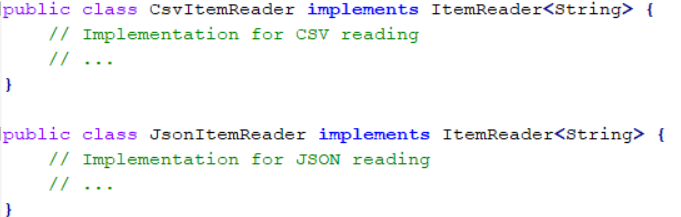 public class CsvItemReader implements ItemReader<String> {
    // Implementation for CSV reading
    // ...
}

public class JsonItemReader implements ItemReader<String> {
    // Implementation for JSON reading
    // ...
}